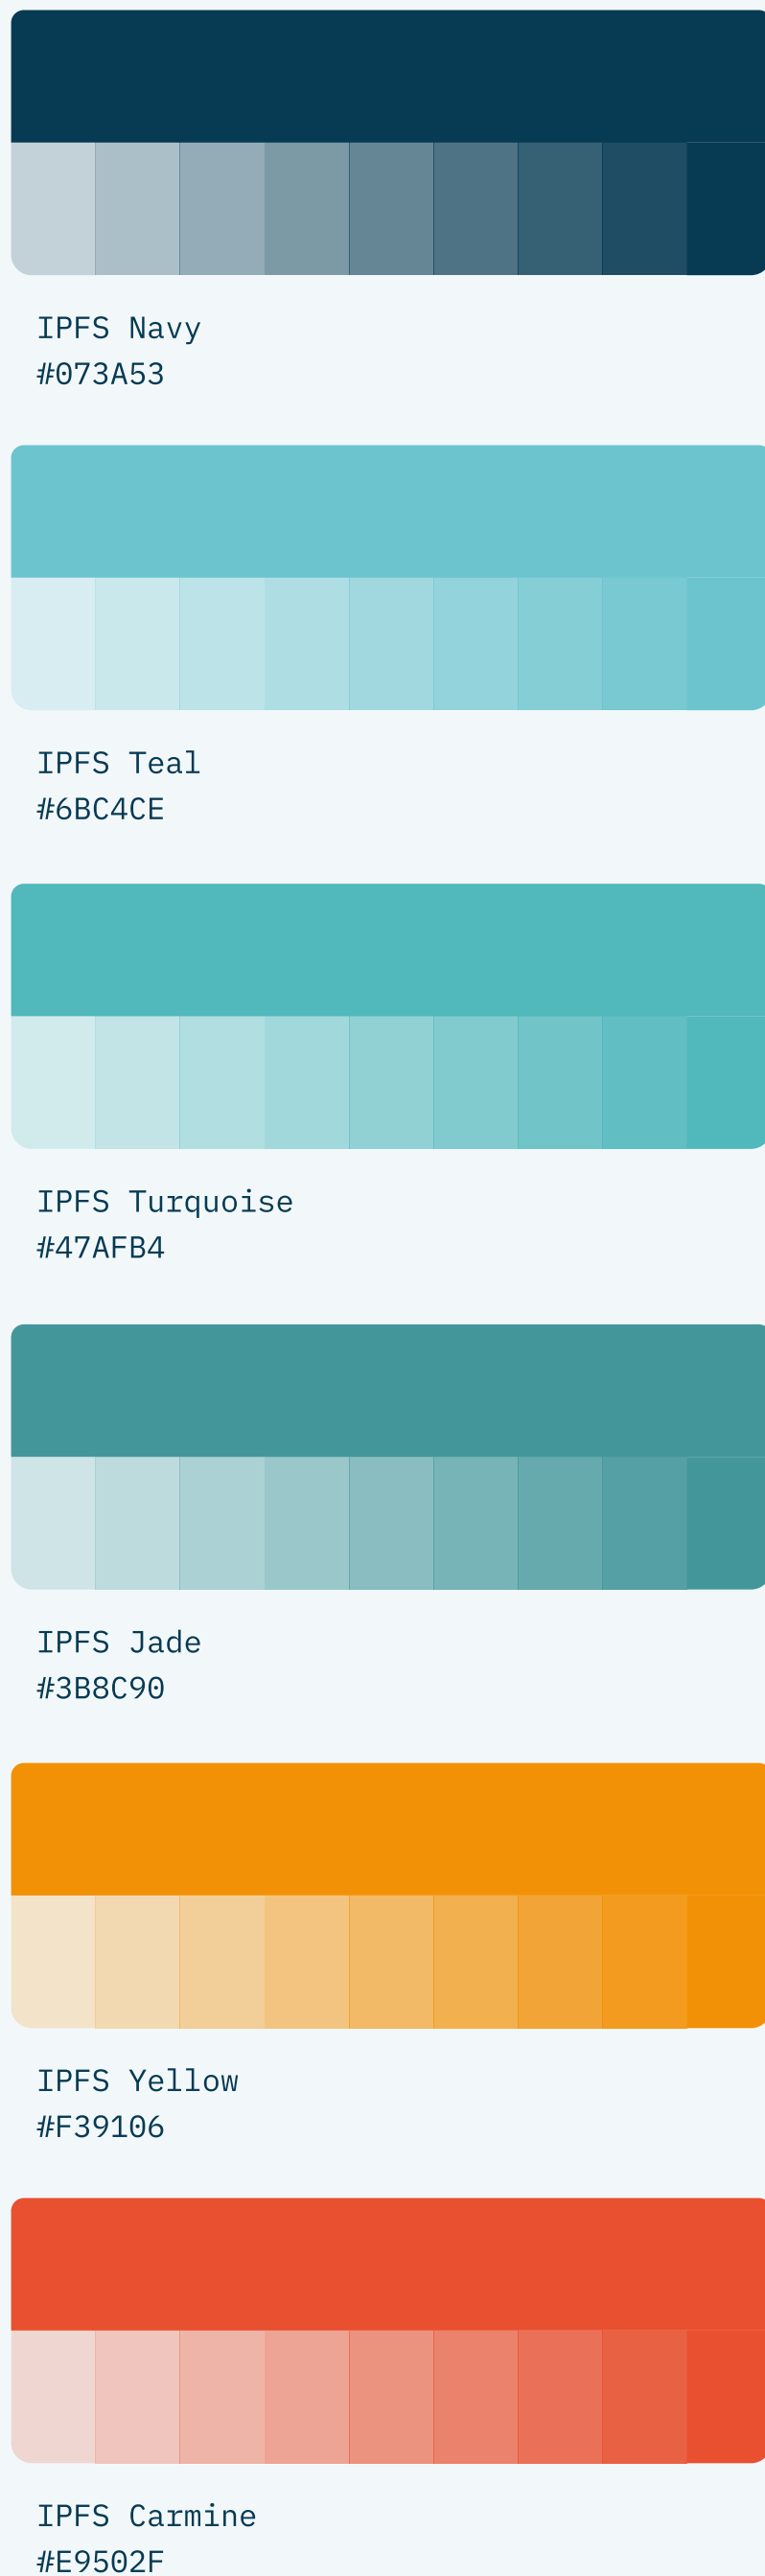 IPFS Navy
#073A53
IPFS Teal
#6BC4CE
IPFS Turquoise
#47AFB4
IPFS Jade
#3B8C90
IPFS Yellow
#F39106
IPFS Carmine
#E9502F